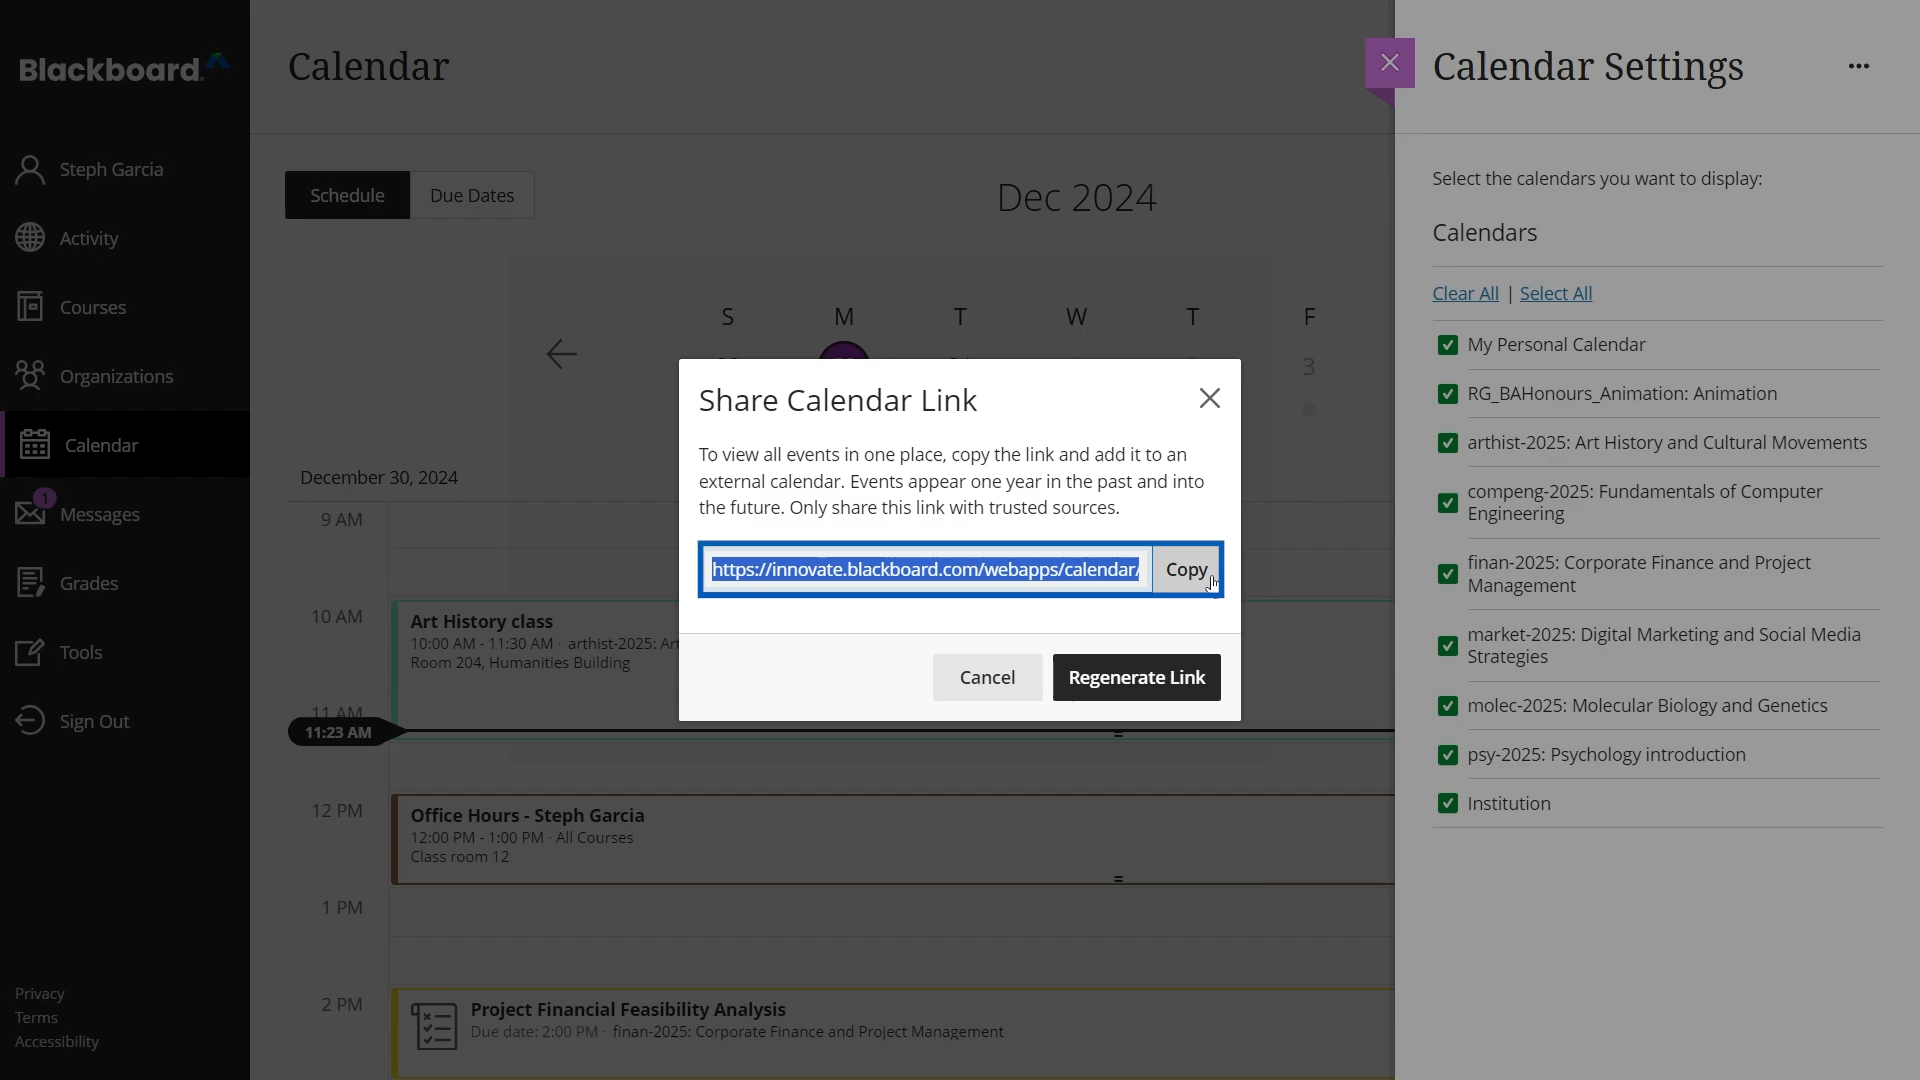 Blackboard
Steph Garcia
Activity
Courses
Organizations
Calendar
1
Messages
Grades
Tools
Sign Out
Privacy
Terms
Accessibility
Calendar
Schedule
Due Dates
Dec 2024
S M T W T F
3
December 30, 2024
9 AM
10 AM
Art History class
10:00 AM - 11:30 AM · arthist-2025: Art
Room 204, Humanities Building
11 AM
11:23 AM
12 PM
Office Hours - Steph Garcia
12:00 PM - 1:00 PM · All Courses
Class room 12
1 PM
2 PM
Project Financial Feasibility Analysis
Due date: 2:00 PM · finan-2025: Corporate Finance and Project Management
Share Calendar Link
To view all events in one place, copy the link and add it to an
external calendar. Events appear one year in the past and into
the future. Only share this link with trusted sources.
https://innovate.blackboard.com/webapps/calendar/
Copy
Cancel
Regenerate Link
Calendar Settings
Select the calendars you want to display:
Calendars
Clear All | Select All
My Personal Calendar
RG_BAHonours_Animation: Animation
arthist-2025: Art History and Cultural Movements
compeng-2025: Fundamentals of Computer
Engineering
finan-2025: Corporate Finance and Project
Management
market-2025: Digital Marketing and Social Media
Strategies
molec-2025: Molecular Biology and Genetics
psy-2025: Psychology introduction
Institution